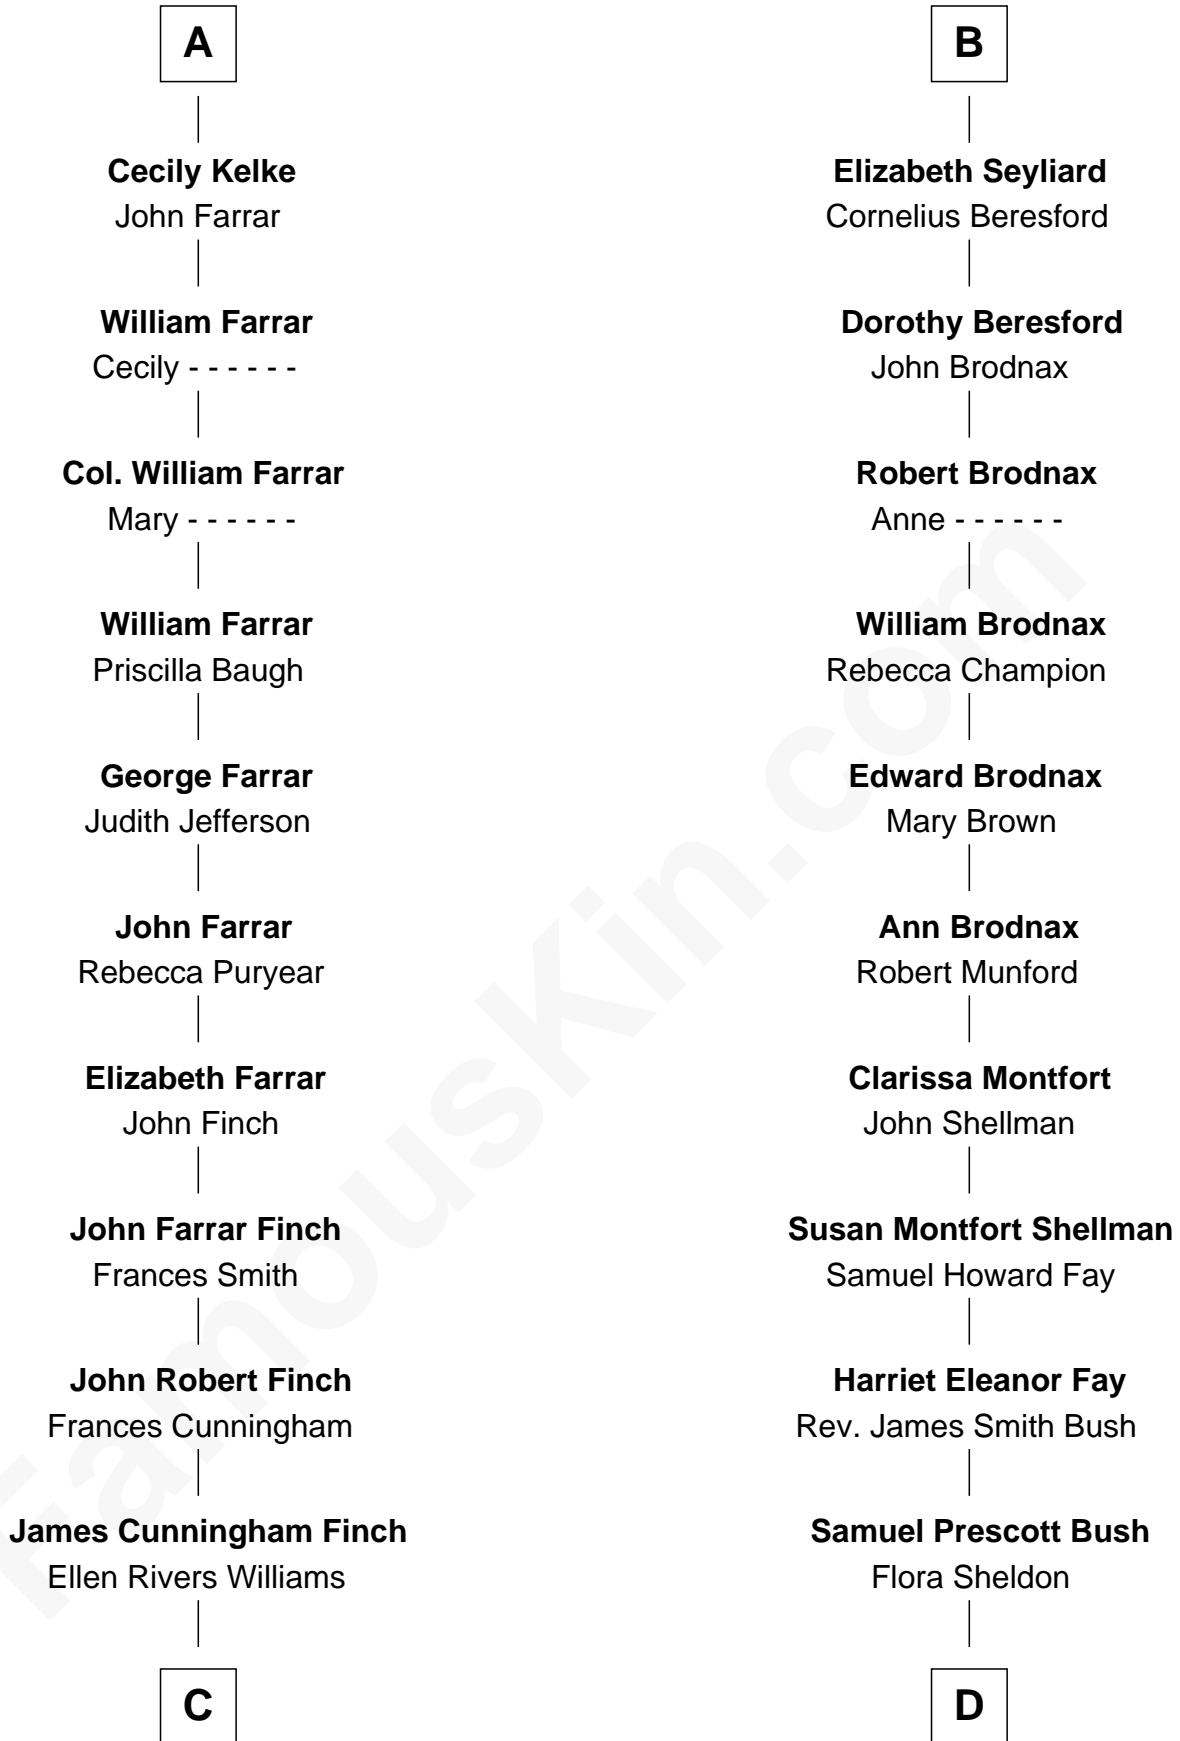 A
Cecily Kelke
John Farrar
William Farrar
Cecily - - - - - -
Col. William Farrar
Mary - - - - - -
William Farrar
Priscilla Baugh
George Farrar
Judith Jefferson
John Farrar
Rebecca Puryear
Elizabeth Farrar
John Finch
John Farrar Finch
Frances Smith
John Robert Finch
Frances Cunningham
James Cunningham Finch
Ellen Rivers Williams
C
B
Elizabeth Seyliard
Cornelius Beresford
Dorothy Beresford
John Brodnax
Robert Brodnax
Anne - - - - - -
William Brodnax
Rebecca Champion
Edward Brodnax
Mary Brown
Ann Brodnax
Robert Munford
Clarissa Montfort
John Shellman
Susan Montfort Shellman
Samuel Howard Fay
Harriet Eleanor Fay
Rev. James Smith Bush
Samuel Prescott Bush
Flora Sheldon
D
FamousKin.com